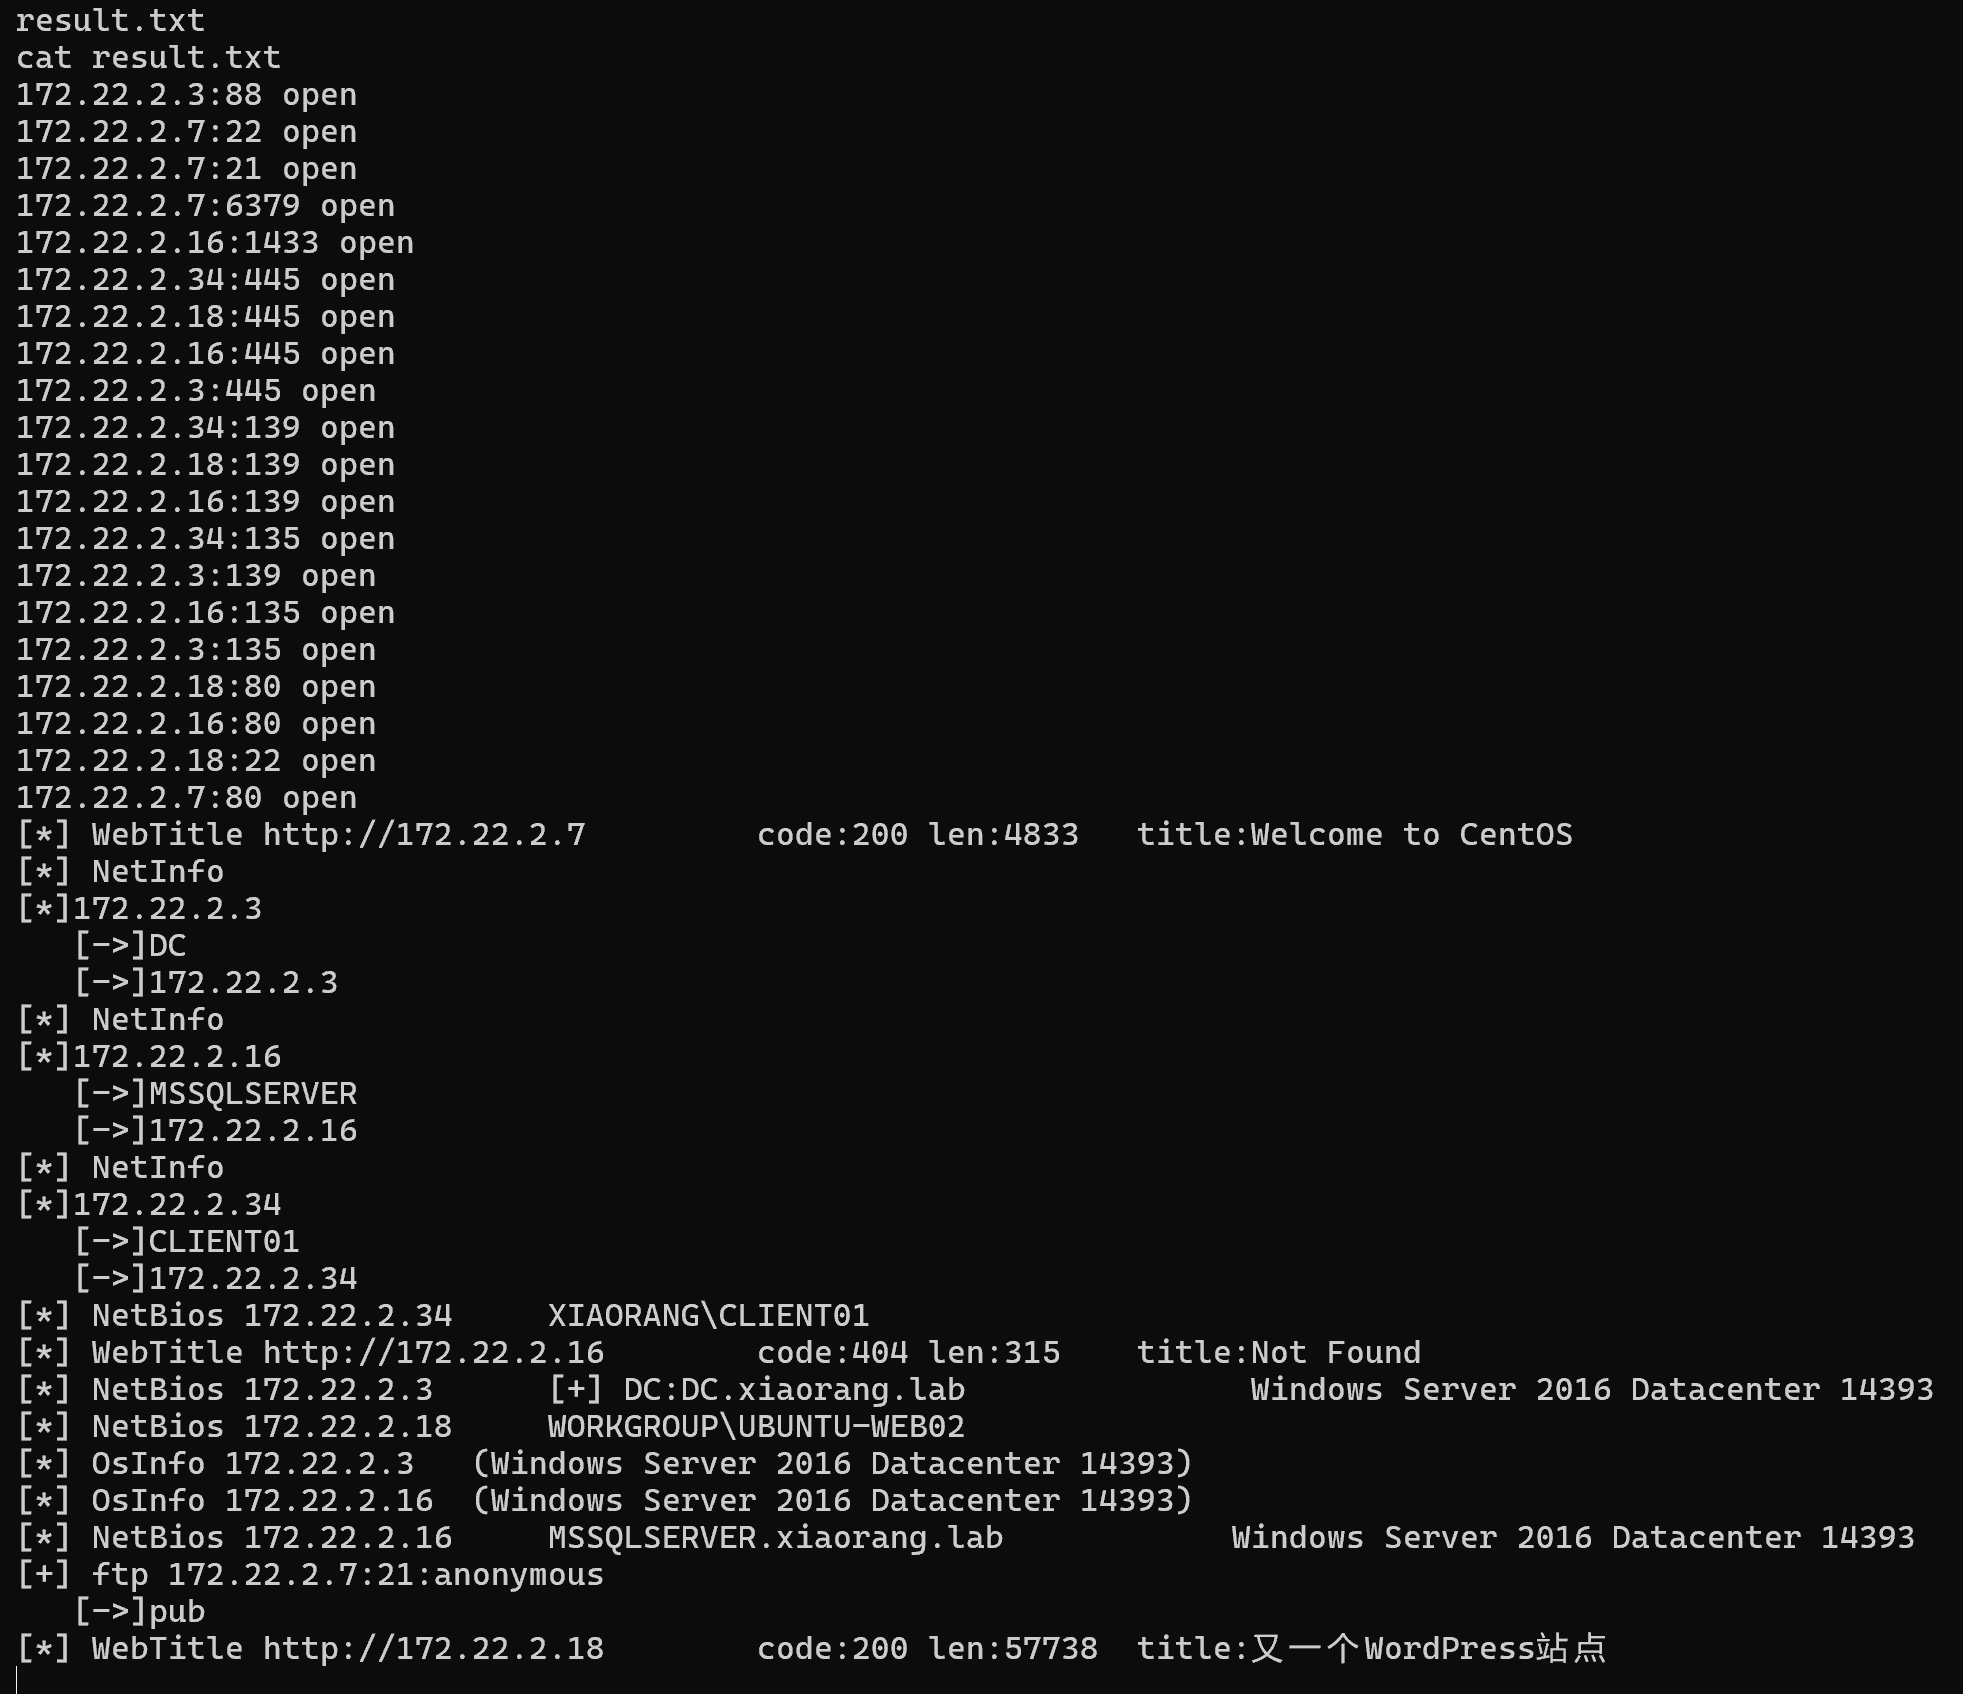 result.txt
cat result.txt
172.22.2.3:88 open
172.22.2.7:22 open
172.22.2.7:21 open
172.22.2.7:6379 open
172.22.2.16:1433 open
172.22.2.34:445 open
172.22.2.18:445 open
172.22.2.16:445 open
172.22.2.3:445 open
172.22.2.34:139 open
172.22.2.18:139 open
172.22.2.16:139 open
172.22.2.34:135 open
172.22.2.3:139 open
172.22.2.16:135 open
172.22.2.3:135 open
172.22.2.18:80 open
172.22.2.16:80 open
172.22.2.18:22 open
172.22.2.7:80 open
[*] WebTitle http://172.22.2.7         code:200 len:4833   title:Welcome to CentOS
[*] NetInfo
[*]172.22.2.3
   [->]DC
   [->]172.22.2.3
[*] NetInfo
[*]172.22.2.16
   [->]MSSQLSERVER
   [->]172.22.2.16
[*] NetInfo
[*]172.22.2.34
   [->]CLIENT01
   [->]172.22.2.34
[*] NetBios 172.22.2.34     XIAORANG\CLIENT01
[*] WebTitle http://172.22.2.16        code:404 len:315    title:Not Found
[*] NetBios 172.22.2.3      [+] DC:DC.xiaorang.lab               Windows Server 2016 Datacenter 14393
[*] NetBios 172.22.2.18     WORKGROUP\UBUNTU-WEB02
[*] OsInfo 172.22.2.3   (Windows Server 2016 Datacenter 14393)
[*] OsInfo 172.22.2.16  (Windows Server 2016 Datacenter 14393)
[*] NetBios 172.22.2.16     MSSQLSERVER.xiaorang.lab            Windows Server 2016 Datacenter 14393
[+] ftp 172.22.2.7:21:anonymous
   [->]pub
[*] WebTitle http://172.22.2.18        code:200 len:57738  title:又一个WordPress站点